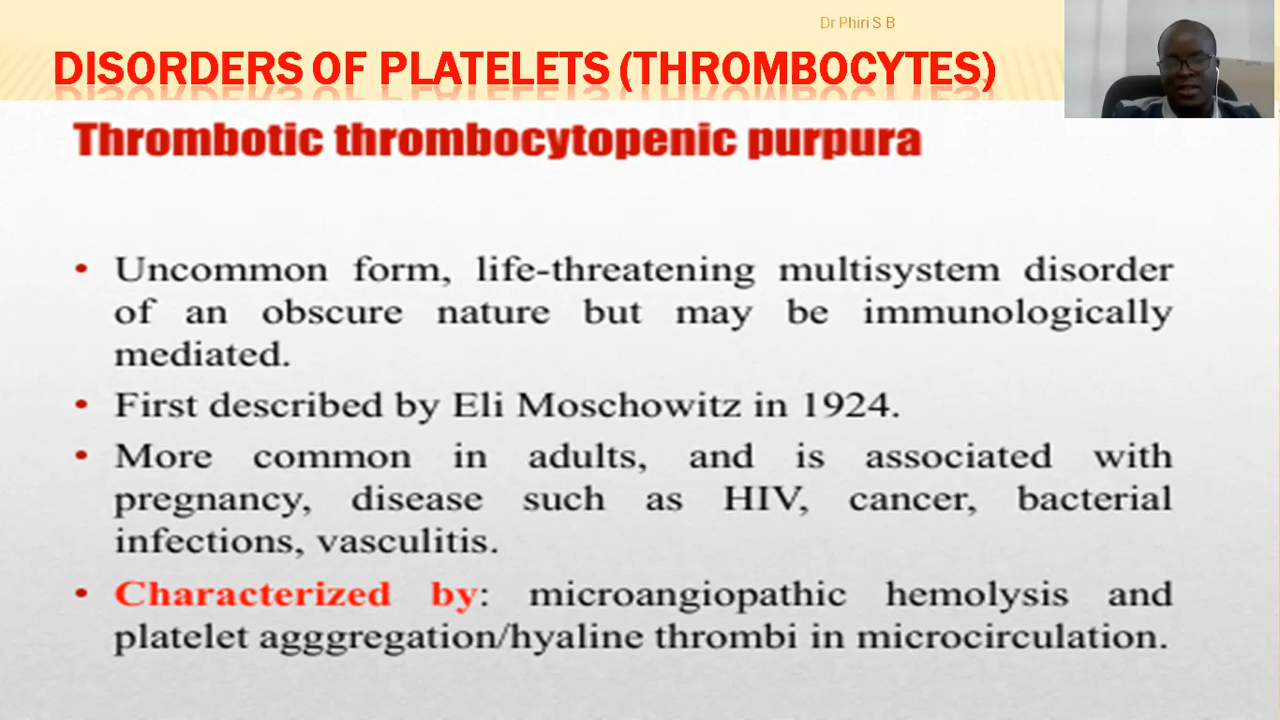 Dr Phiri S B
DISORDERS OF PLATELETS (THROMBOCYTES)
Thrombotic thrombocytopenic purpura
• Uncommon form, life-threatening multisystem disorder
of an obscure nature but may be immunologically
mediated.
• First described by Eli Moschowitz in 1924.
• More common in adults, and is associated with
pregnancy, disease such as HIV, cancer, bacterial
infections, vasculitis.
• Characterized by: microangiopathic hemolysis and
platelet agggregation/hyaline thrombi in microcirculation.